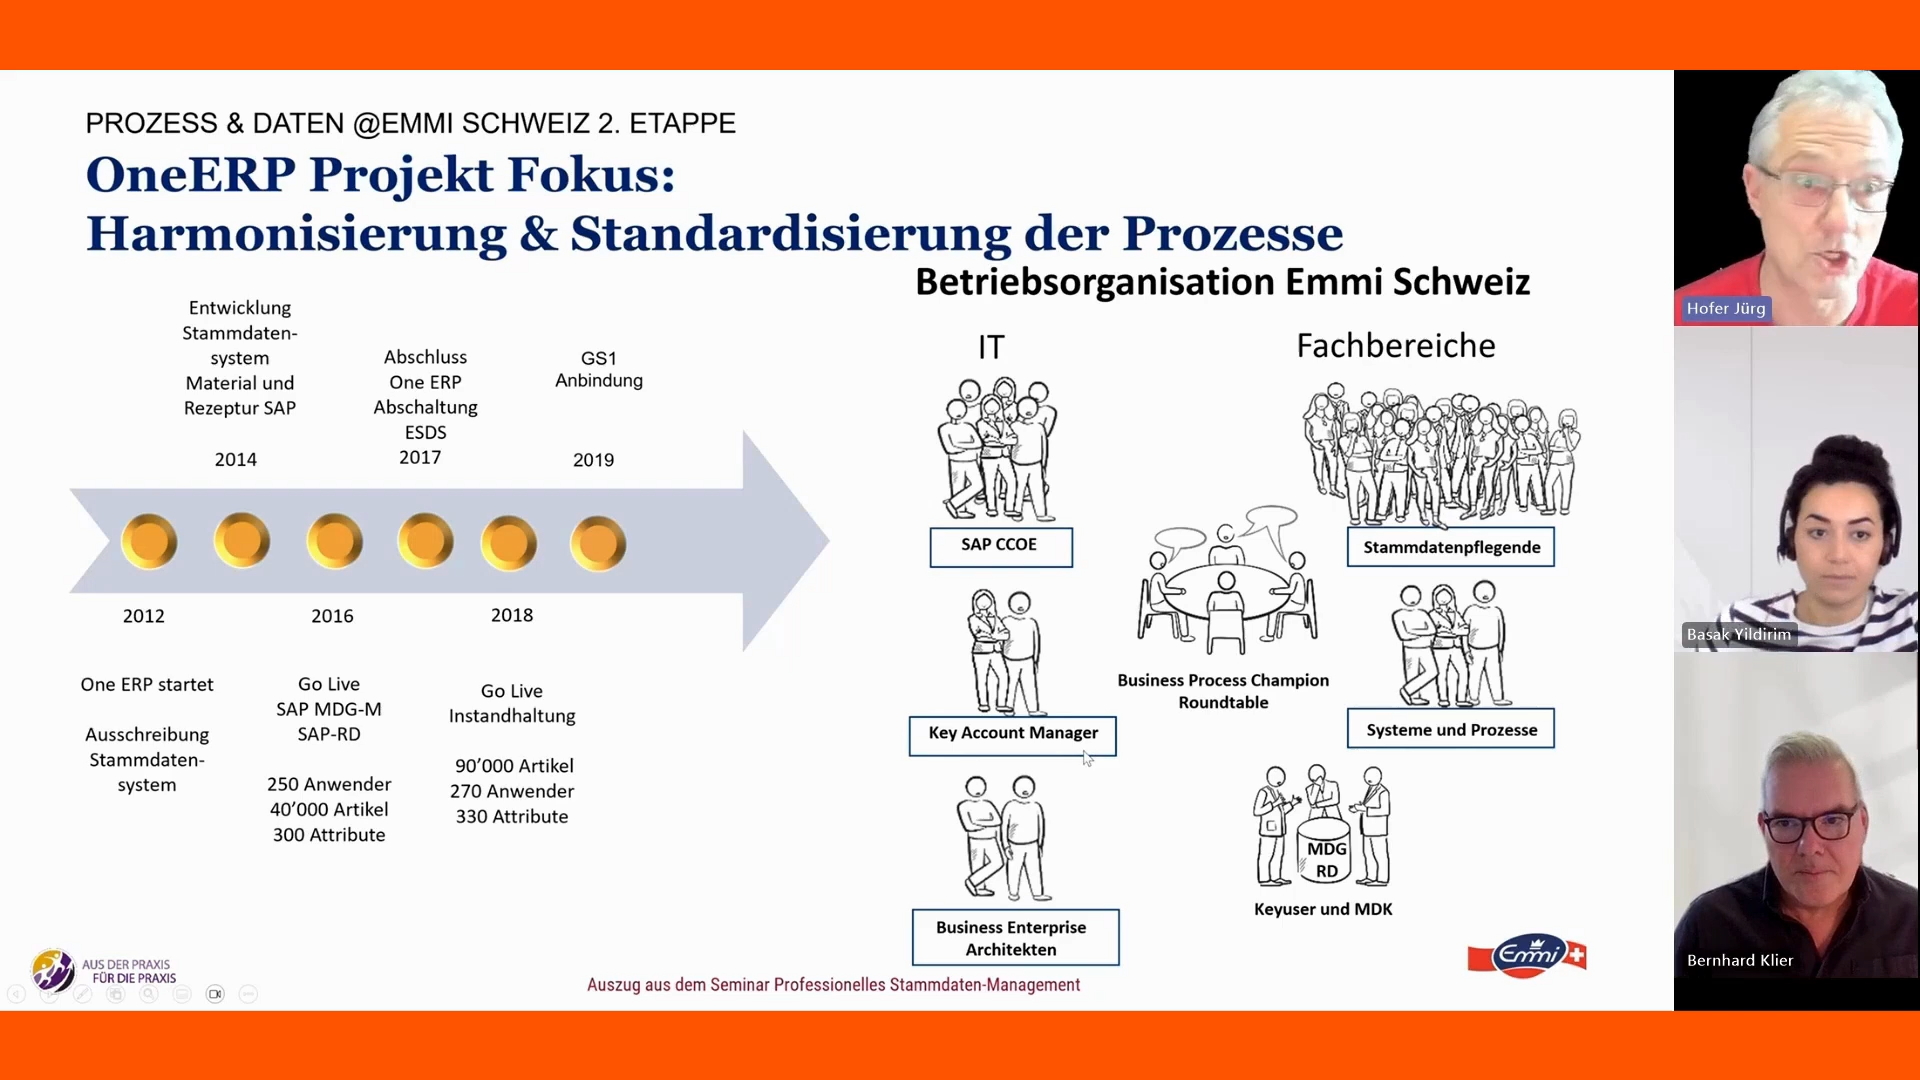 PROZESS & DATEN @EMMI SCHWEIZ 2. ETAPPE
OneERP Projekt Fokus:
Harmonisierung & Standardisierung der Prozesse
Entwicklung
Stammdaten-
system
Material und
Rezeptur SAP
2014
Abschluss
One ERP
Abschaltung
ESDS
2017
GS1
Anbindung
2019
2012
2016
2018
One ERP startet
Ausschreibung
Stammdaten-
system
Go Live
SAP MDG-M
SAP-RD
250 Anwender
40’000 Artikel
300 Attribute
Go Live
Instandhaltung
90’000 Artikel
270 Anwender
330 Attribute
Betriebsorganisation Emmi Schweiz
IT
Fachbereiche
SAP CCOE
Stammdatenpflegende
Key Account Manager
Business Process Champion
Roundtable
Systeme und Prozesse
Business Enterprise
Architekten
MDG
RD
Keyuser und MDK
AUS DER PRAXIS
FÜR DIE PRAXIS
Auszug aus dem Seminar Professionelles Stammdaten-Management
Emmi
Hofer Jürg
Basak Yildirim
Bernhard Klier